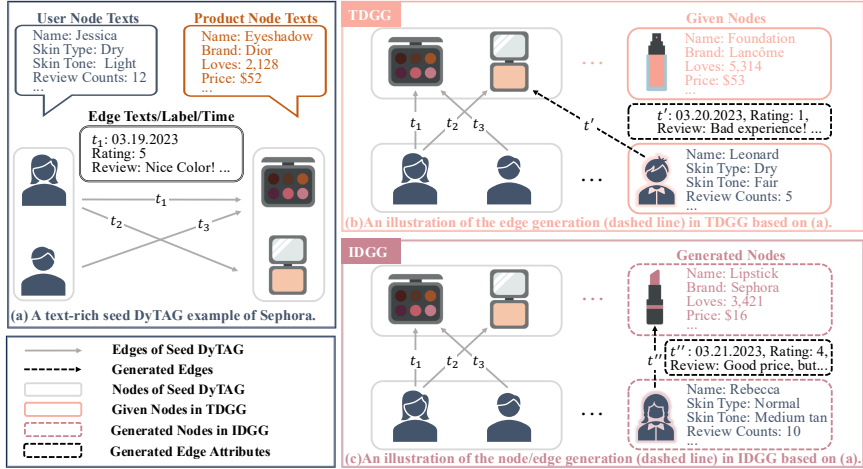 User Node Texts
Name: Jessica
Skin Type: Dry
Skin Tone: Light
Review Counts: 12
...
Product Node Texts
Name: Eyeshadow
Brand: Dior
Loves: 2,128
Price: $52
...
Edge Texts/Label/Time
t₁: 03.19.2023
Rating: 5
Review: Nice Color! ...
t₁
t₂
t₃
(a) A text-rich seed DyTAG example of Sephora.
Edges of Seed DyTAG
Generated Edges
Nodes of Seed DyTAG
Given Nodes in TDGG
Generated Nodes in IDGG
Generated Edge Attributes
TDGG
Given Nodes
Name: Foundation
Brand: Lancôme
Loves: 5,314
Price: $53
...
...
t₁
t₂
t₃
t′
t′: 03.20.2023, Rating: 1,
Review: Bad experience! ...
...
Name: Leonard
Skin Type: Dry
Skin Tone: Fair
Review Counts: 5
...
(b)An illustration of the edge generation (dashed line) in TDGG based on (a).
IDGG
Generated Nodes
Name: Lipstick
Brand: Sephora
Loves: 3,421
Price: $16
...
...
t₁
t₂
t₃
t′′
t′′ : 03.21.2023, Rating: 4,
Review: Good price, but...
...
Name: Rebecca
Skin Type: Normal
Skin Tone: Medium tan
Review Counts: 10
...
(c)An illustration of the node/edge generation (dashed line) in IDGG based on (a).